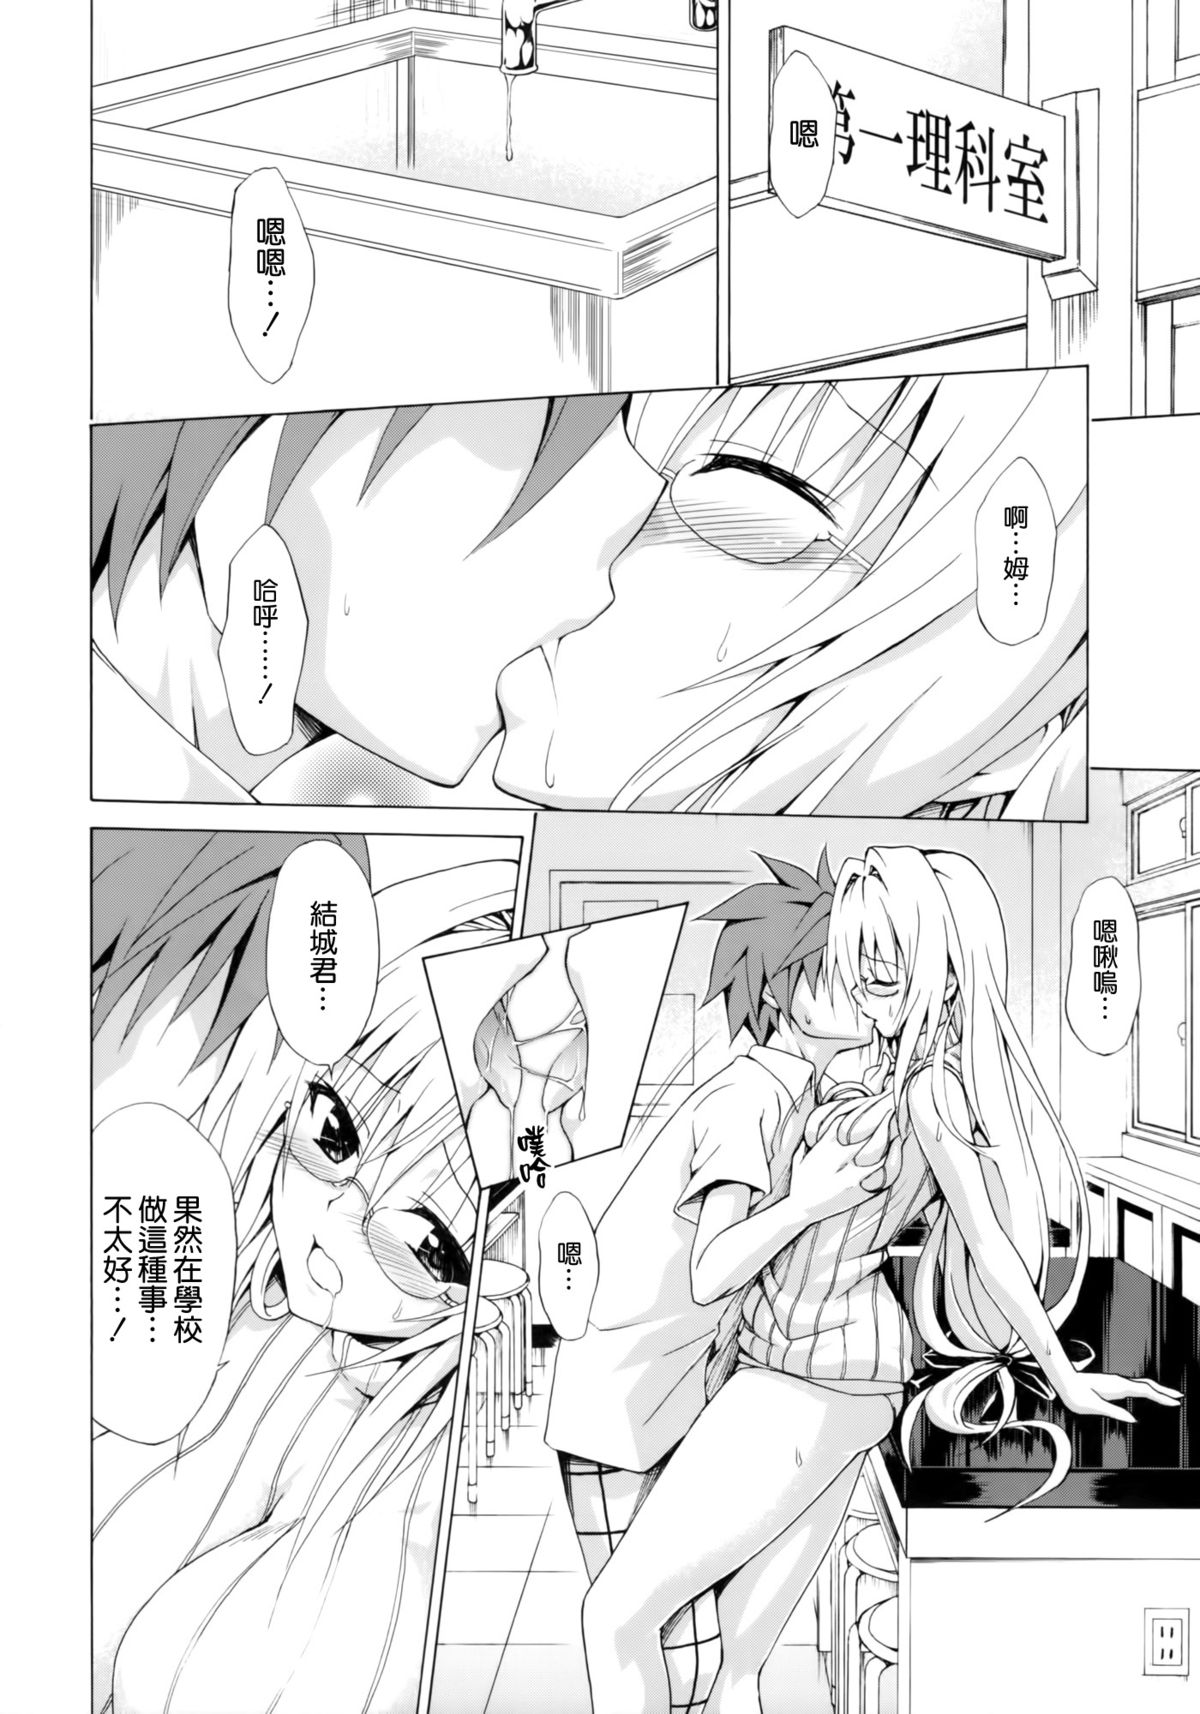 第一理科室
嗯
嗯嗯…！
啊…姆…
哈呼……！
嗯啾嗚…
嗯…
噗哈
結城君…
果然在學校
做這種事…
不太好…！